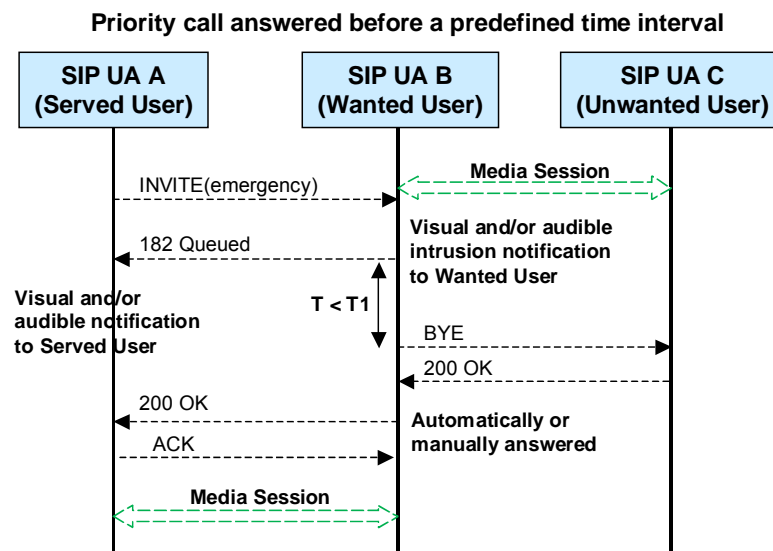 Priority call answered before a predefined time interval
SIP UA A
(Served User)
SIP UA B
(Wanted User)
SIP UA C
(Unwanted User)
Media Session
INVITE(emergency)
Visual and/or audible
intrusion notification
to Wanted User
182 Queued
Visual and/or
audible notification
to Served User
T < T1
BYE
200 OK
200 OK
Automatically or
manually answered
ACK
Media Session